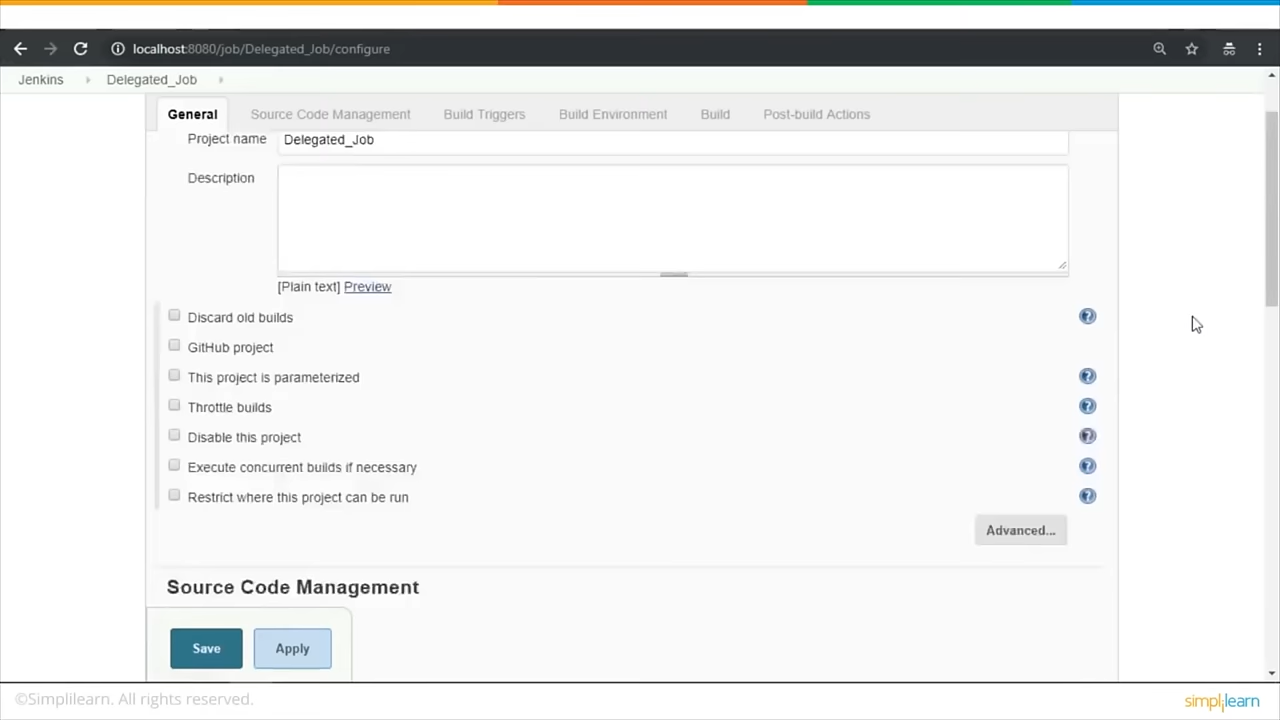 localhost:8080/job/Delegated_Job/configure
Jenkins Delegated_Job
General Source Code Management Build Triggers Build Environment Build Post-build Actions
Project name Delegated_Job
Description
[Plain text] Preview
Discard old builds
GitHub project
This project is parameterized
Throttle builds
Disable this project
Execute concurrent builds if necessary
Restrict where this project can be run
Advanced...
Source Code Management
Save Apply
©Simplilearn. All rights reserved. simplilearn